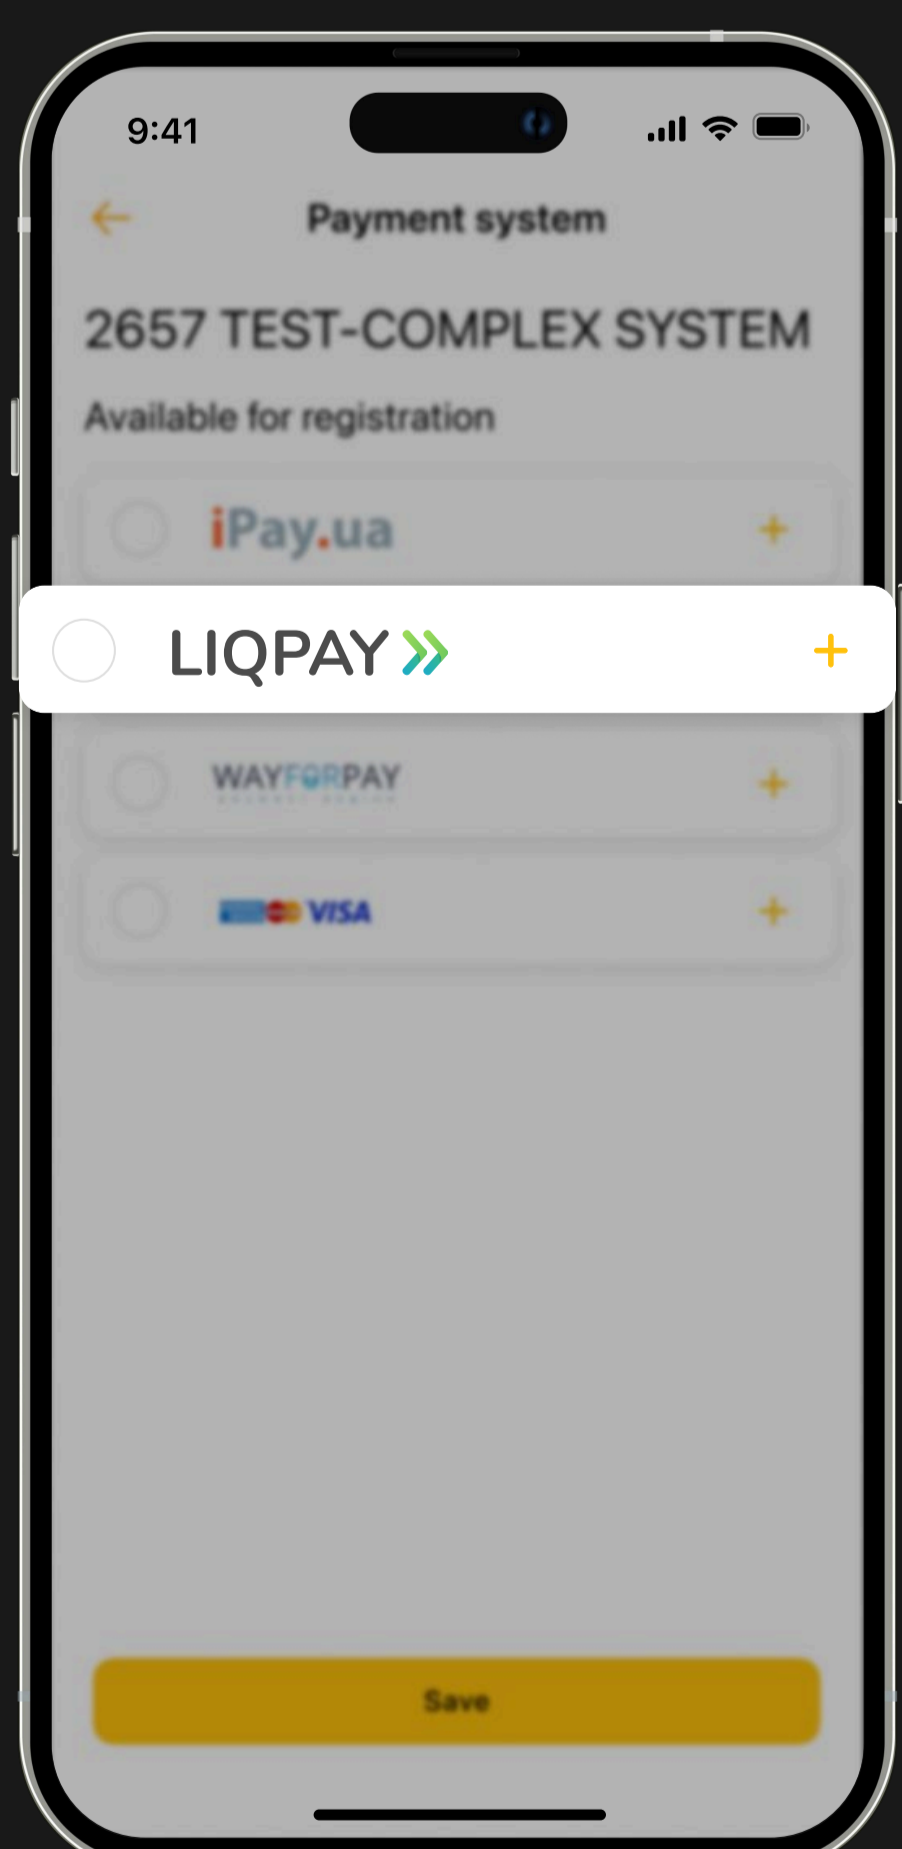 9:41
Payment system
2657 TEST-COMPLEX SYSTEM
Available for registration
iPay.ua
LIQPAY
WAYFORPAY
VISA
Save